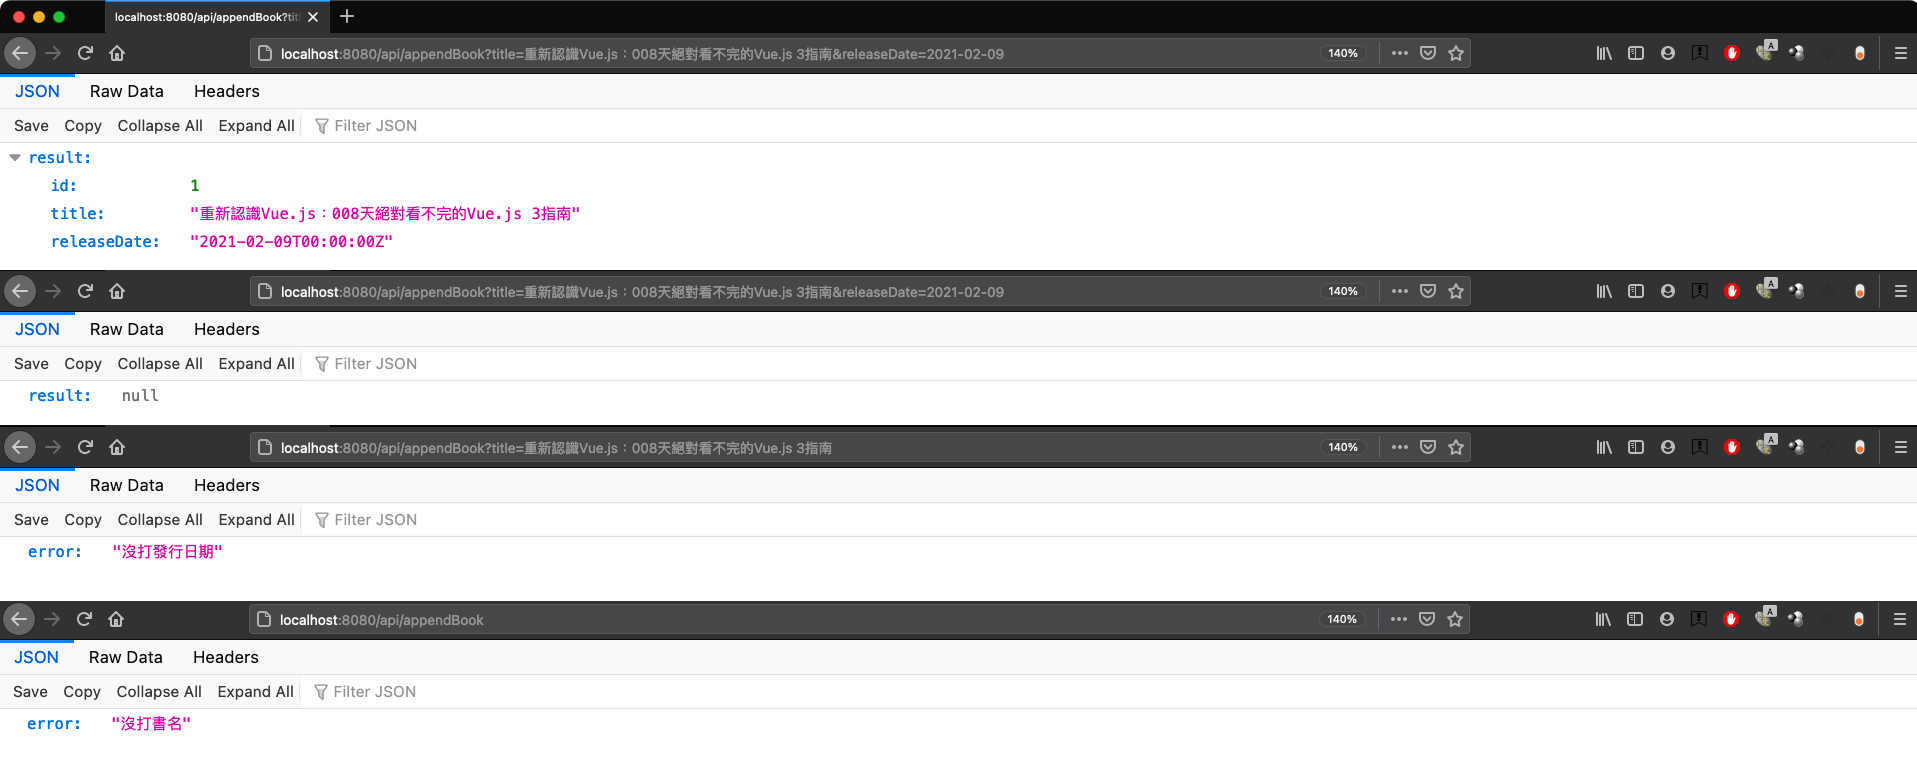 localhost:8080/api/appendBook?tit
localhost:8080/api/appendBook?title=重新認識Vue.js：008天絕對看不完的Vue.js 3指南&releaseDate=2021-02-09 140%
JSON Raw Data Headers
Save Copy Collapse All Expand All Filter JSON
result:
id: 1
title: "重新認識Vue.js：008天絕對看不完的Vue.js 3指南"
releaseDate: "2021-02-09T00:00:00Z"
localhost:8080/api/appendBook?title=重新認識Vue.js：008天絕對看不完的Vue.js 3指南&releaseDate=2021-02-09 140%
JSON Raw Data Headers
Save Copy Collapse All Expand All Filter JSON
result: null
localhost:8080/api/appendBook?title=重新認識Vue.js：008天絕對看不完的Vue.js 3指南 140%
JSON Raw Data Headers
Save Copy Collapse All Expand All Filter JSON
error: "沒打發行日期"
localhost:8080/api/appendBook 140%
JSON Raw Data Headers
Save Copy Collapse All Expand All Filter JSON
error: "沒打書名"